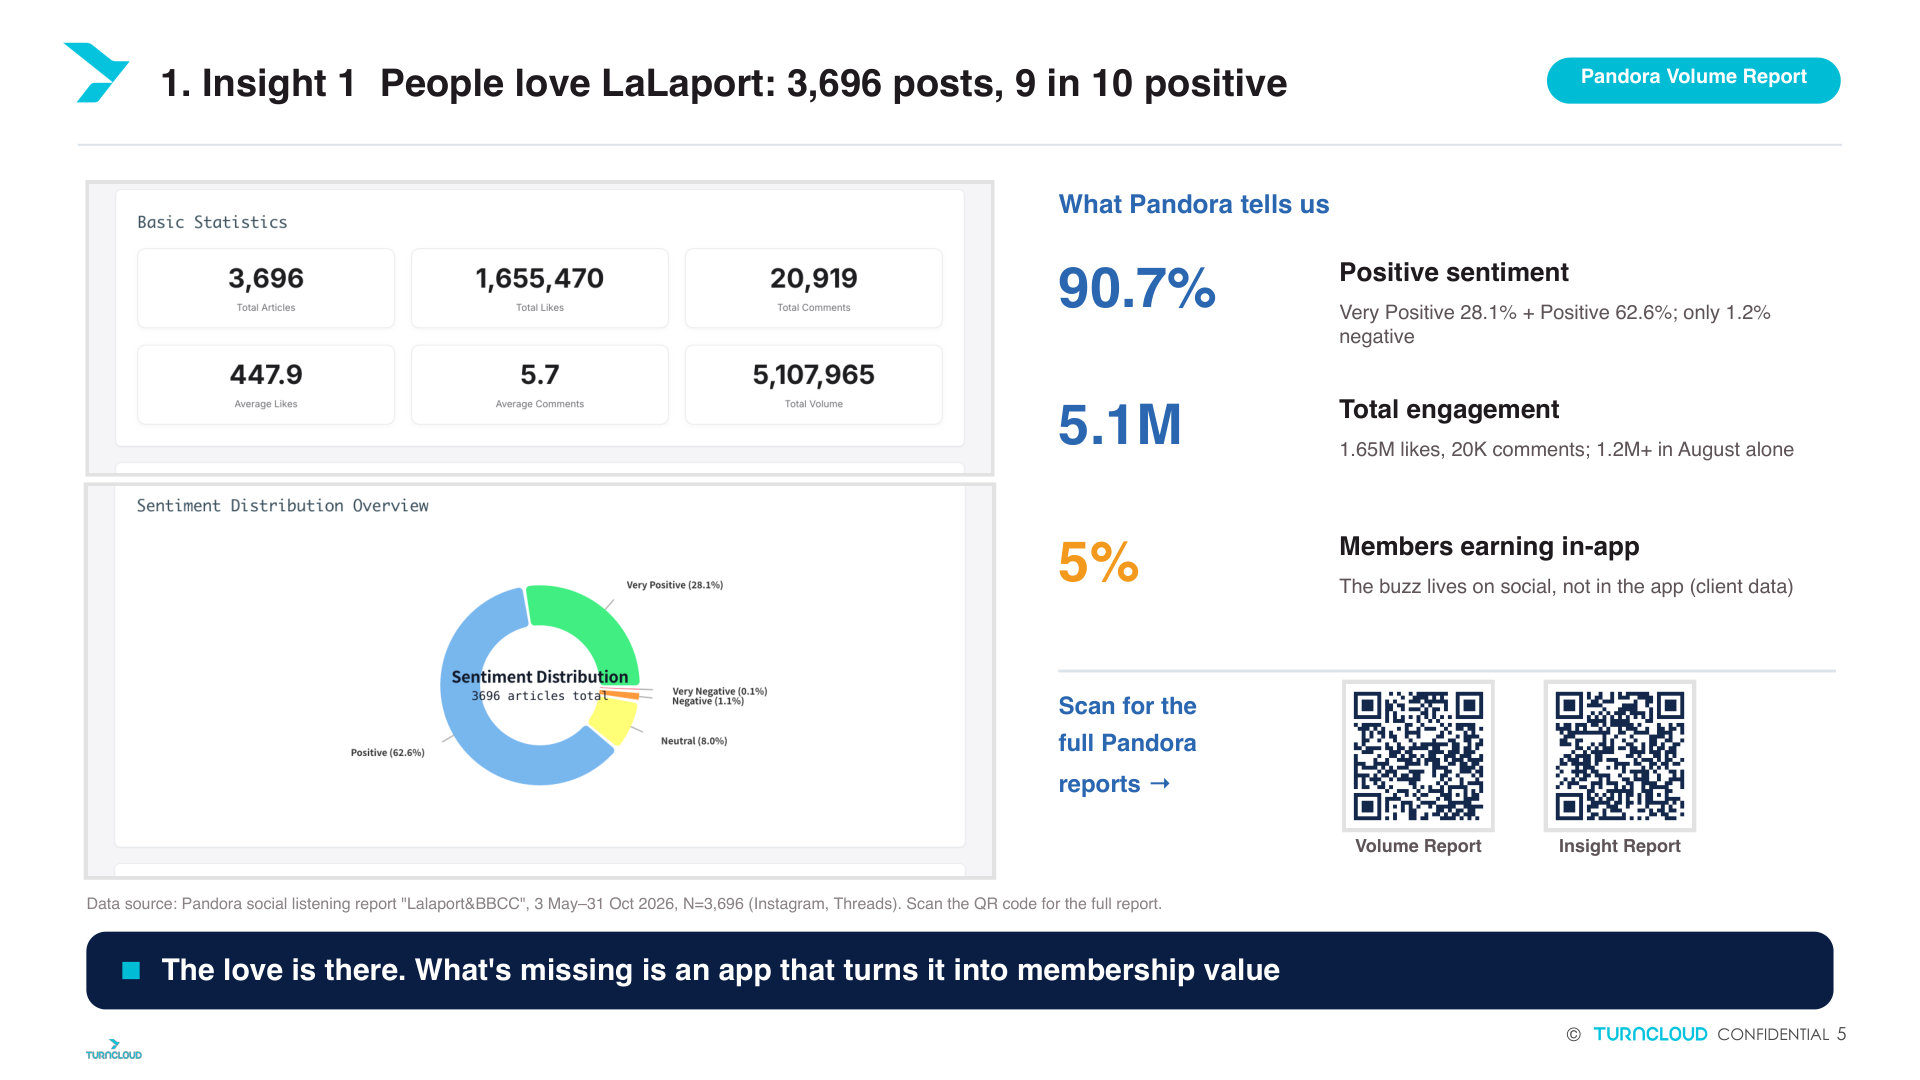 1. Insight 1  People love LaLaport: 3,696 posts, 9 in 10 positive
Pandora Volume Report
Basic Statistics
3,696
Total Articles
1,655,470
Total Likes
20,919
Total Comments
447.9
Average Likes
5.7
Average Comments
5,107,965
Total Volume
Sentiment Distribution Overview
Very Positive (28.1%)
Sentiment Distribution
3696 articles total
Very Negative (0.1%)
Negative (1.1%)
Neutral (8.0%)
Positive (62.6%)
What Pandora tells us
90.7%
Positive sentiment
Very Positive 28.1% + Positive 62.6%; only 1.2%
negative
5.1M
Total engagement
1.65M likes, 20K comments; 1.2M+ in August alone
5%
Members earning in-app
The buzz lives on social, not in the app (client data)
Scan for the
full Pandora
reports →
Volume Report
Insight Report
Data source: Pandora social listening report "Lalaport&BBCC", 3 May–31 Oct 2026, N=3,696 (Instagram, Threads). Scan the QR code for the full report.
The love is there. What's missing is an app that turns it into membership value
TURNCLOUD
© TURNCLOUD CONFIDENTIAL 5